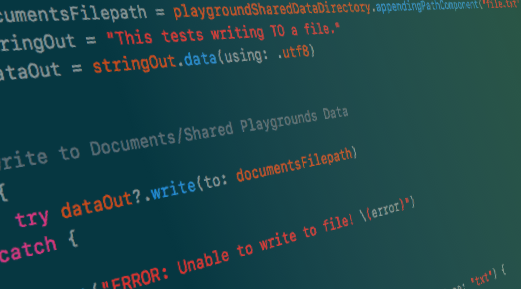 cumentsFilepath = playgroundSharedDataDirectory.appendingPathComponent("file.txt"
ringOut = "This tests writing TO a file."
ataOut = stringOut.data(using: .utf8)
rite to Documents/Shared Playgrounds Data
{
try dataOut?.write(to: documentsFilepath)
catch {
("ERROR: Unable to write to file! \(error)")
"txt") {